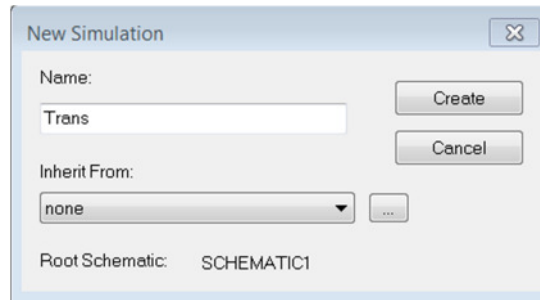 New Simulation
Name:
Trans
Create
Cancel
Inherit From:
none
...
Root Schematic: SCHEMATIC1